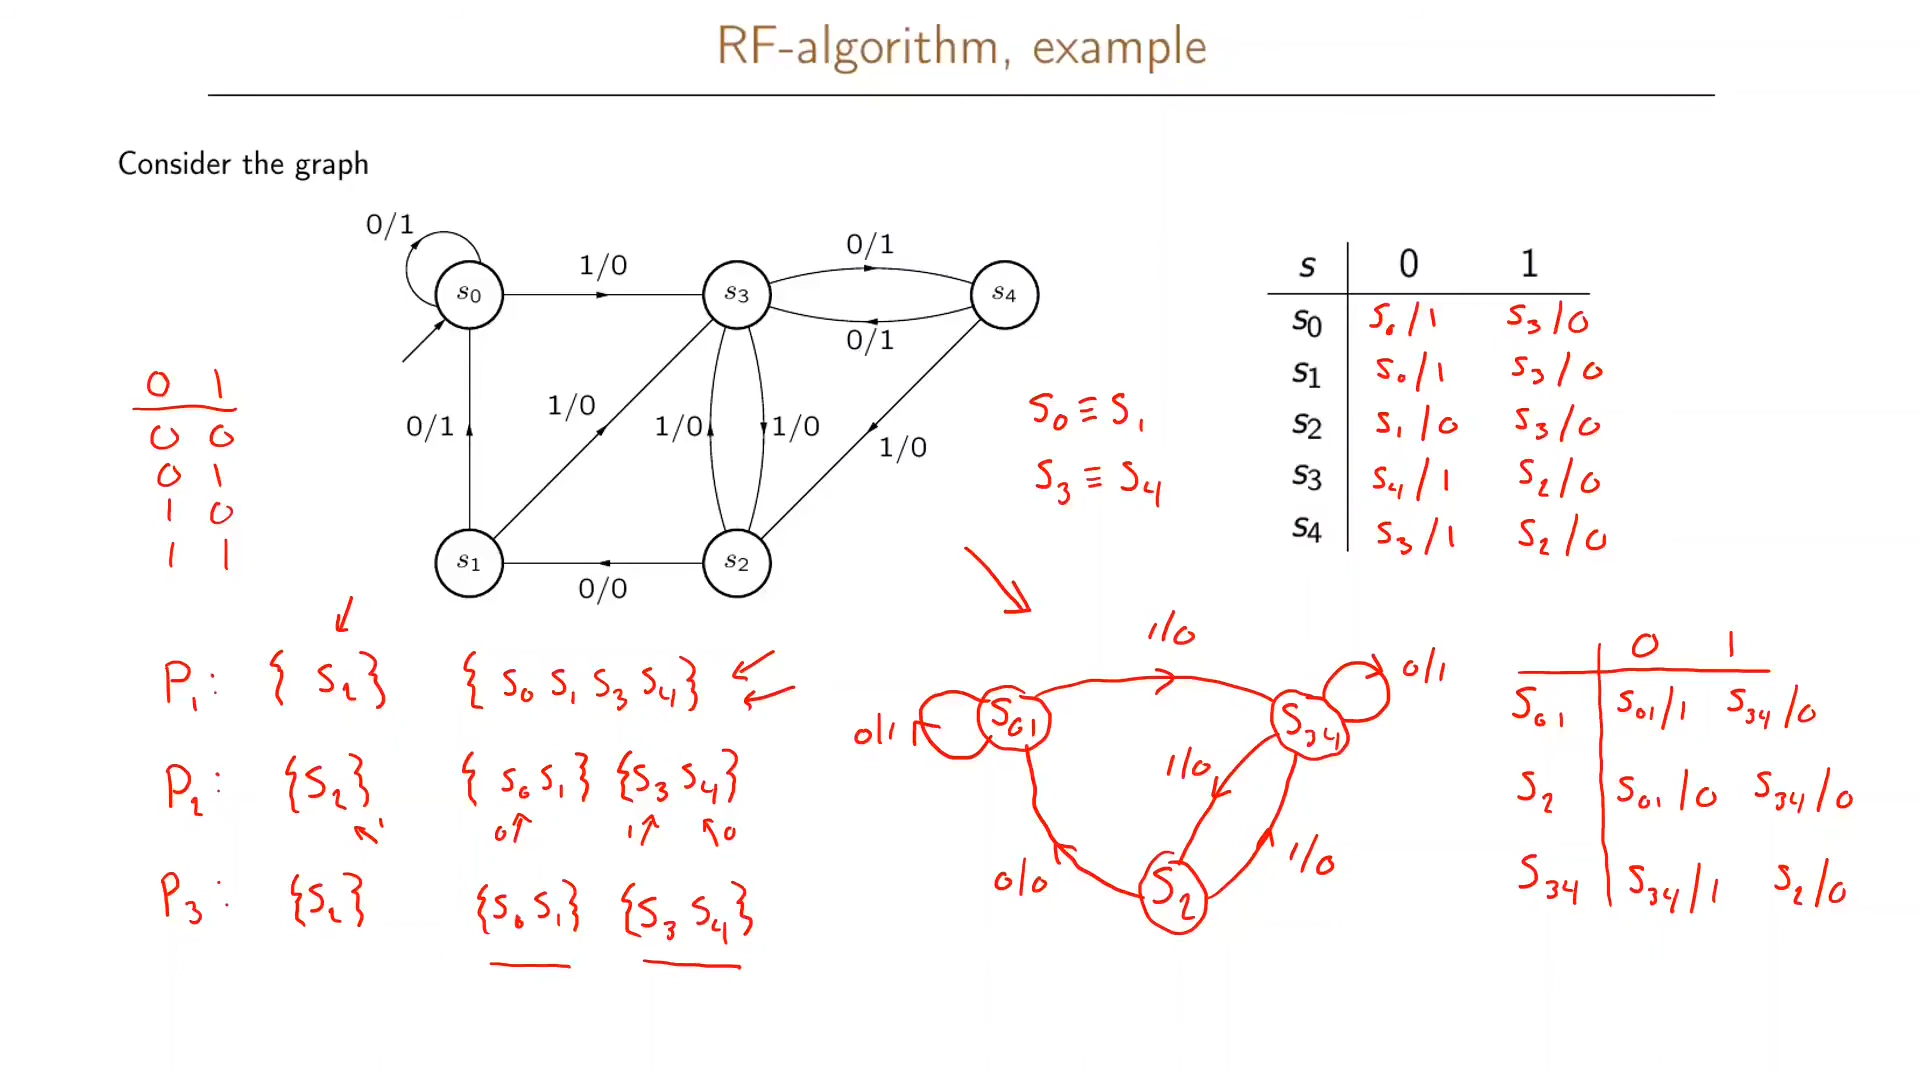 RF-algorithm, example
Consider the graph
0/1
s0
1/0
s3
0/1
0/1
s4
0/1
1/0
1/0
1/0
1/0
s1
0/0
s2
s 0 1
s0 S0/1 S3/0
s1 S0/1 S3/0
s2 S1/0 S3/0
s3 S4/1 S2/0
s4 S3/1 S2/0
0 1
0 0
0 1
1 0
1 1
S0 ≡ S1
S3 ≡ S4
P1: { S2 } { S0 S1 S3 S4 }
P2: {S2} { S0 S1 } {S3 S4}
0 1 0
P3: {S2} {S0 S1} {S3 S4}
1/0
0/1
S01
S34
0/1
1/0
0/0
S2
1/0
0 1
S01 S01/1 S34/0
S2 S01/0 S34/0
S34 S34/1 S2/0